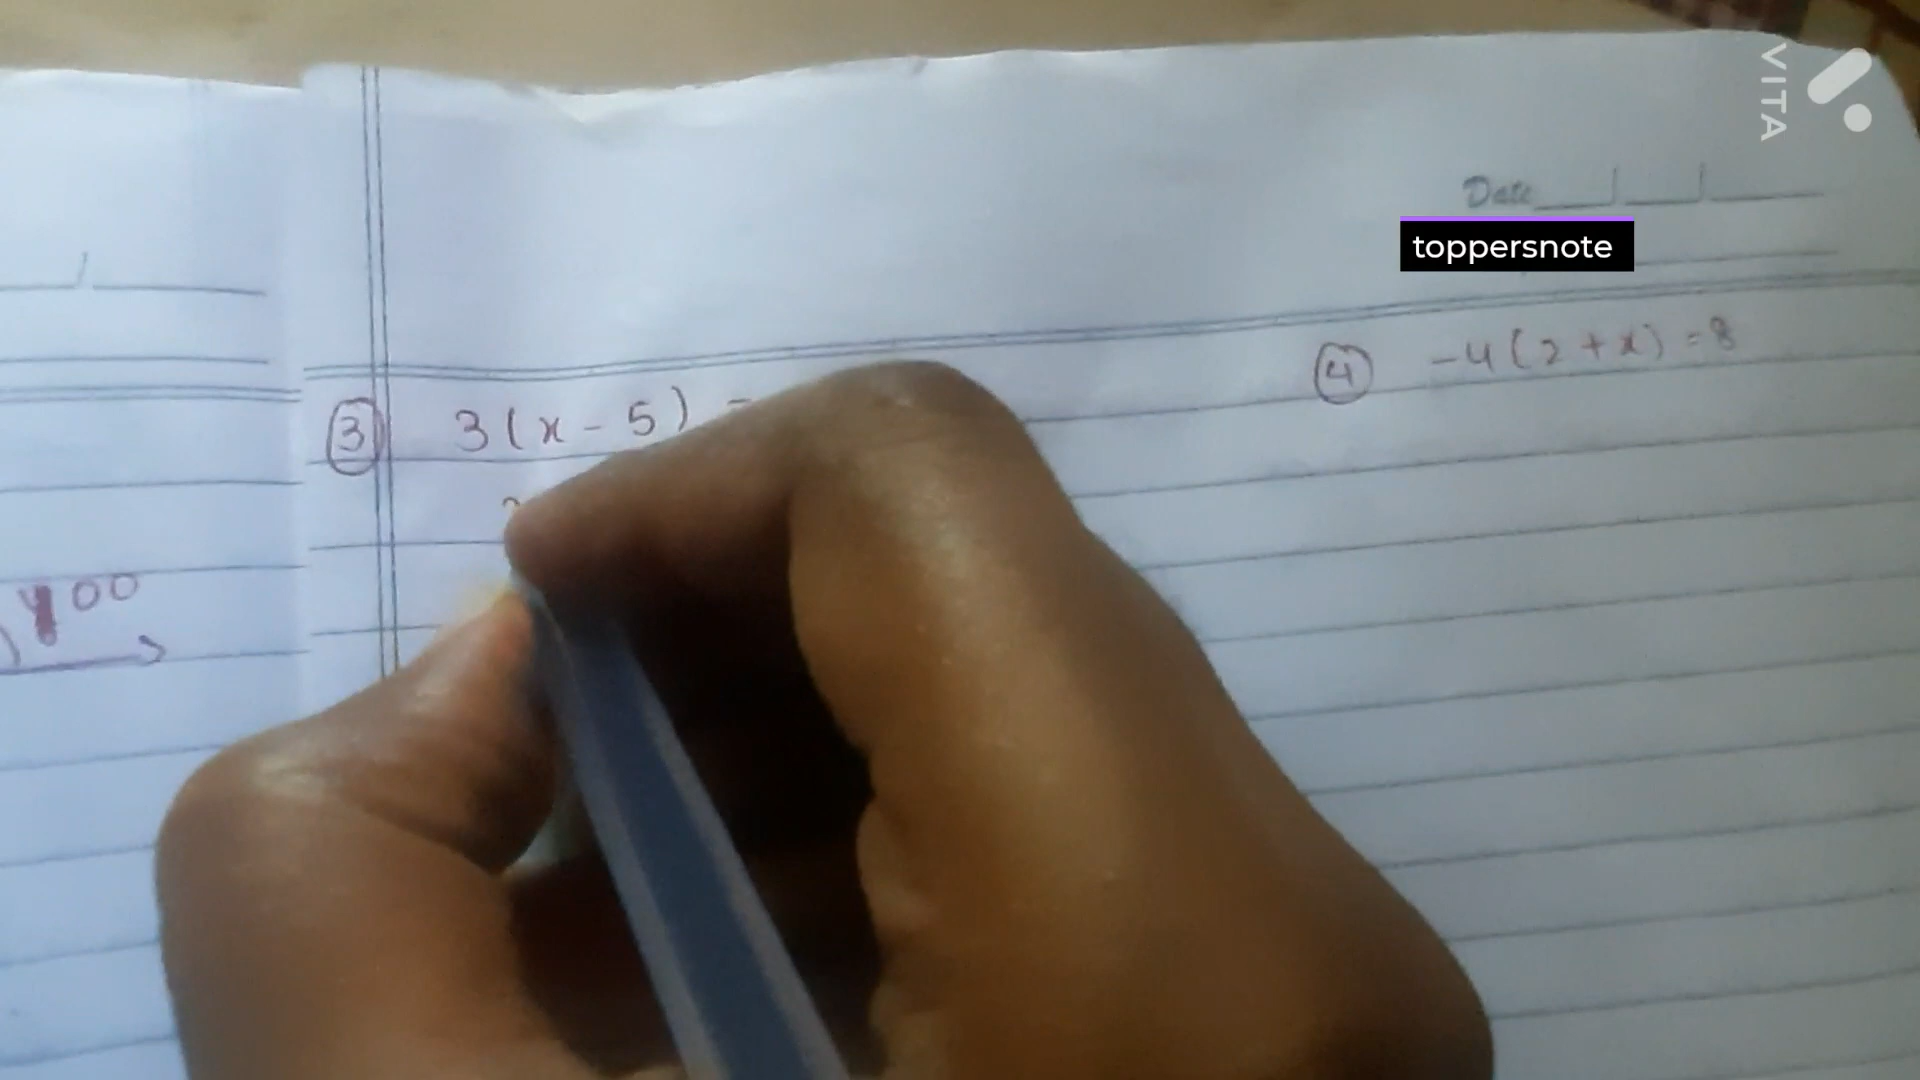 VITA
Date
toppersnote
③ 3(x-5) =
④ -4(2+x) = 8
400